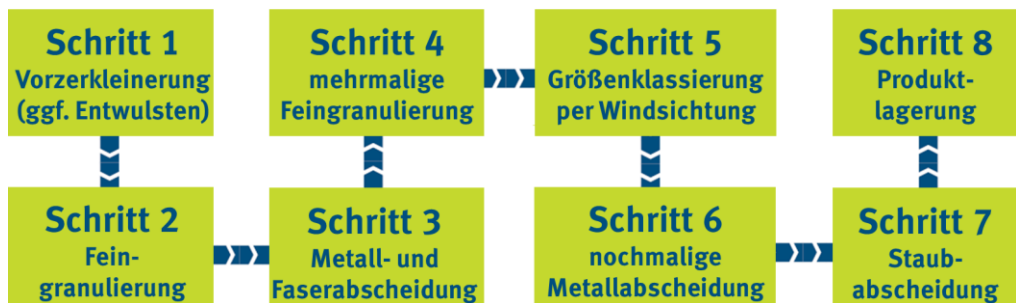 Schritt 1
Vorzerkleinerung
(ggf. Entwulsten)
Schritt 2
Fein-
granulierung
Schritt 3
Metall- und
Faserabscheidung
Schritt 4
mehrmalige
Feingranulierung
Schritt 5
Größenklassierung
per Windsichtung
Schritt 6
nochmalige
Metallabscheidung
Schritt 7
Staub-
abscheidung
Schritt 8
Produkt-
lagerung